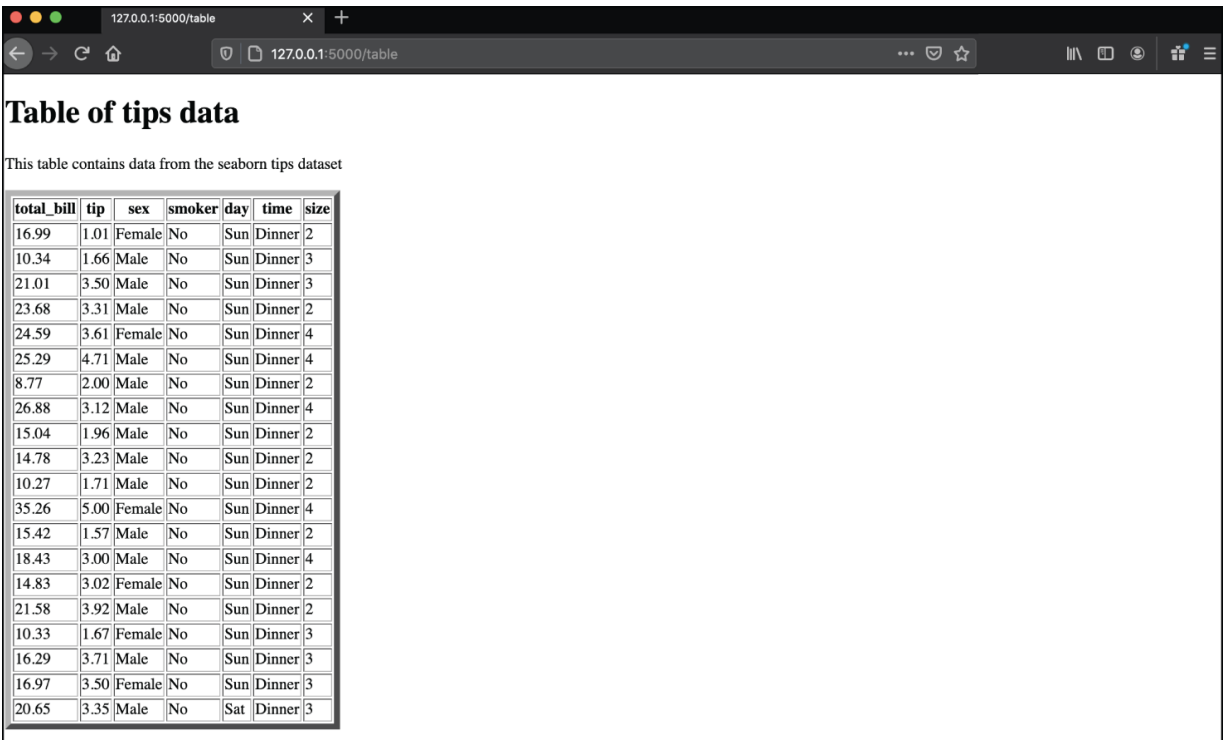 127.0.0.1:5000/table
127.0.0.1:5000/table
Table of tips data
This table contains data from the seaborn tips dataset
total_bill tip sex smoker day time size
16.99 1.01 Female No Sun Dinner 2
10.34 1.66 Male No Sun Dinner 3
21.01 3.50 Male No Sun Dinner 3
23.68 3.31 Male No Sun Dinner 2
24.59 3.61 Female No Sun Dinner 4
25.29 4.71 Male No Sun Dinner 4
8.77 2.00 Male No Sun Dinner 2
26.88 3.12 Male No Sun Dinner 4
15.04 1.96 Male No Sun Dinner 2
14.78 3.23 Male No Sun Dinner 2
10.27 1.71 Male No Sun Dinner 2
35.26 5.00 Female No Sun Dinner 4
15.42 1.57 Male No Sun Dinner 2
18.43 3.00 Male No Sun Dinner 4
14.83 3.02 Female No Sun Dinner 2
21.58 3.92 Male No Sun Dinner 2
10.33 1.67 Female No Sun Dinner 3
16.29 3.71 Male No Sun Dinner 3
16.97 3.50 Female No Sun Dinner 3
20.65 3.35 Male No Sat Dinner 3